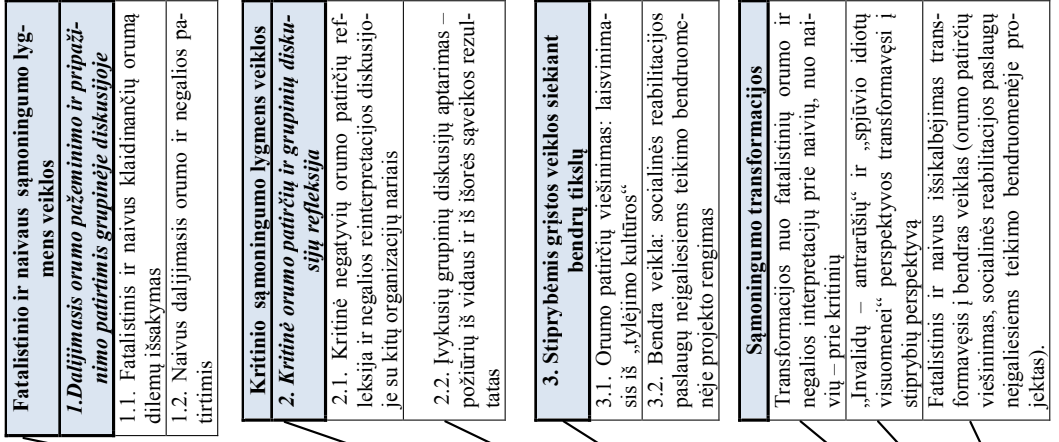 Fatalistinio ir naivaus sąmoningumo lyg-
mens veiklos
1.Dalijimasis orumo pažeminimo ir pripaži-
nimo patirtimis grupinėje diskusijoje
1.1. Fatalistinis ir naivus klaidinančių orumą
dilemų išsakymas
1.2. Naivus dalijimasis orumo ir negalios pa-
tirtimis
Kritinio sąmoningumo lygmens veiklos
2. Kritinė orumo patirčių ir grupinių disku-
sijų refleksija
2.1. Kritinė negatyvių orumo patirčių ref-
leksija ir negalios reinterpretacijos diskusijo-
je su kitų organizacijų nariais
2.2. Įvykusių grupinių diskusijų aptarimas –
požiūrių iš vidaus ir iš išorės sąveikos rezul-
tatas
3. Stiprybėmis grįstos veiklos siekiant
bendrų tikslų
3.1. Orumo patirčių viešinimas: laisvinima-
sis iš „tylėjimo kultūros“
3.2. Bendra veikla: socialinės reabilitacijos
paslaugų neįgaliesiems teikimo bendruome-
nėje projekto rengimas
Sąmoningumo transformacijos
Transformacijos nuo fatalistinių orumo ir
negalios interpretacijų prie naivių, nuo nai-
vių – prie kritinių
„Invalidų – antrarūšių“ ir „spjūvio idiotų
visuomenei“ perspektyvos transformavęsi į
stiprybių perspektyvą
Fatalistinis ir naivus išsikalbėjimas trans-
formavęsis į bendras veiklas (orumo patirčių
viešinimas, socialinės reabilitacijos paslaugų
neįgaliesiems teikimo bendruomenėje pro-
jektas).